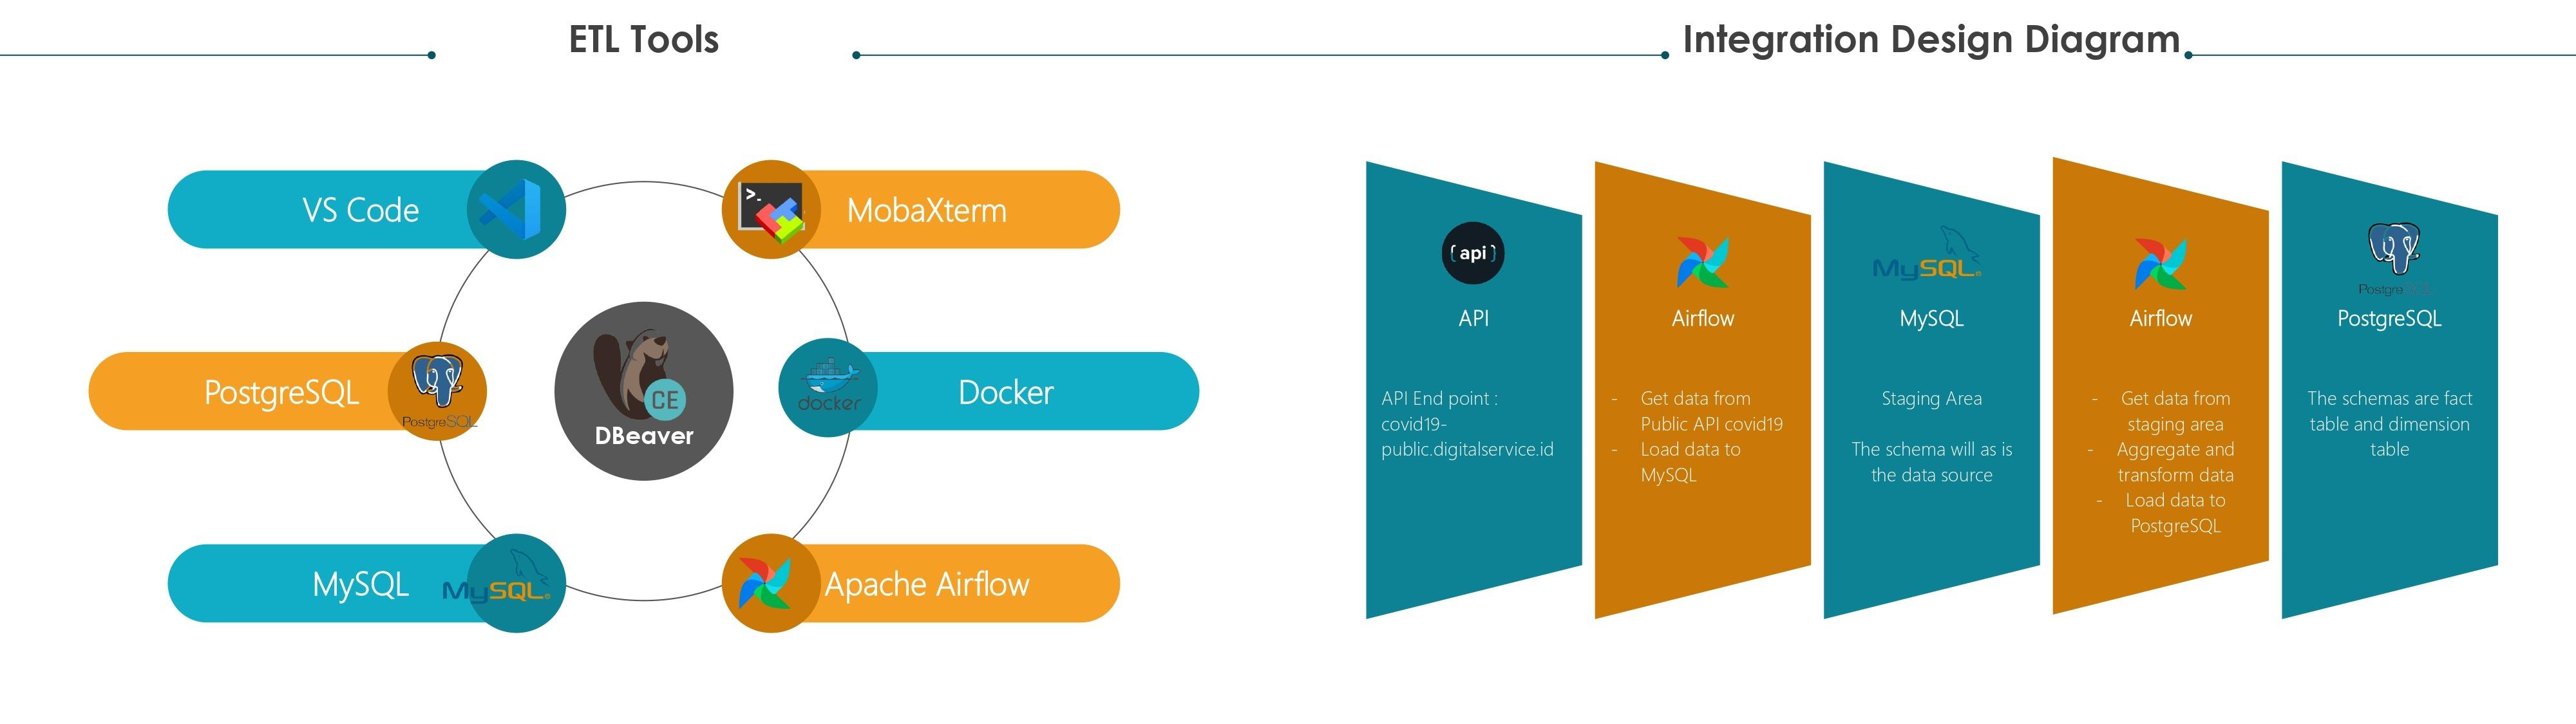 ETL Tools
Integration Design Diagram
VS Code
MobaXterm
>_
PostgreSQL
PostgreSQL
CE
DBeaver
docker
Docker
MySQL
MySQL®
Apache Airflow
{api}
API
API End point :
covid19-
public.digitalservice.id
Airflow
- Get data from
Public API covid19
- Load data to
MySQL
MySQL®
MySQL
Staging Area
The schema will as is
the data source
Airflow
- Get data from
staging area
- Aggregate and
transform data
- Load data to
PostgreSQL
PostgreSQL
PostgreSQL
The schemas are fact
table and dimension
table